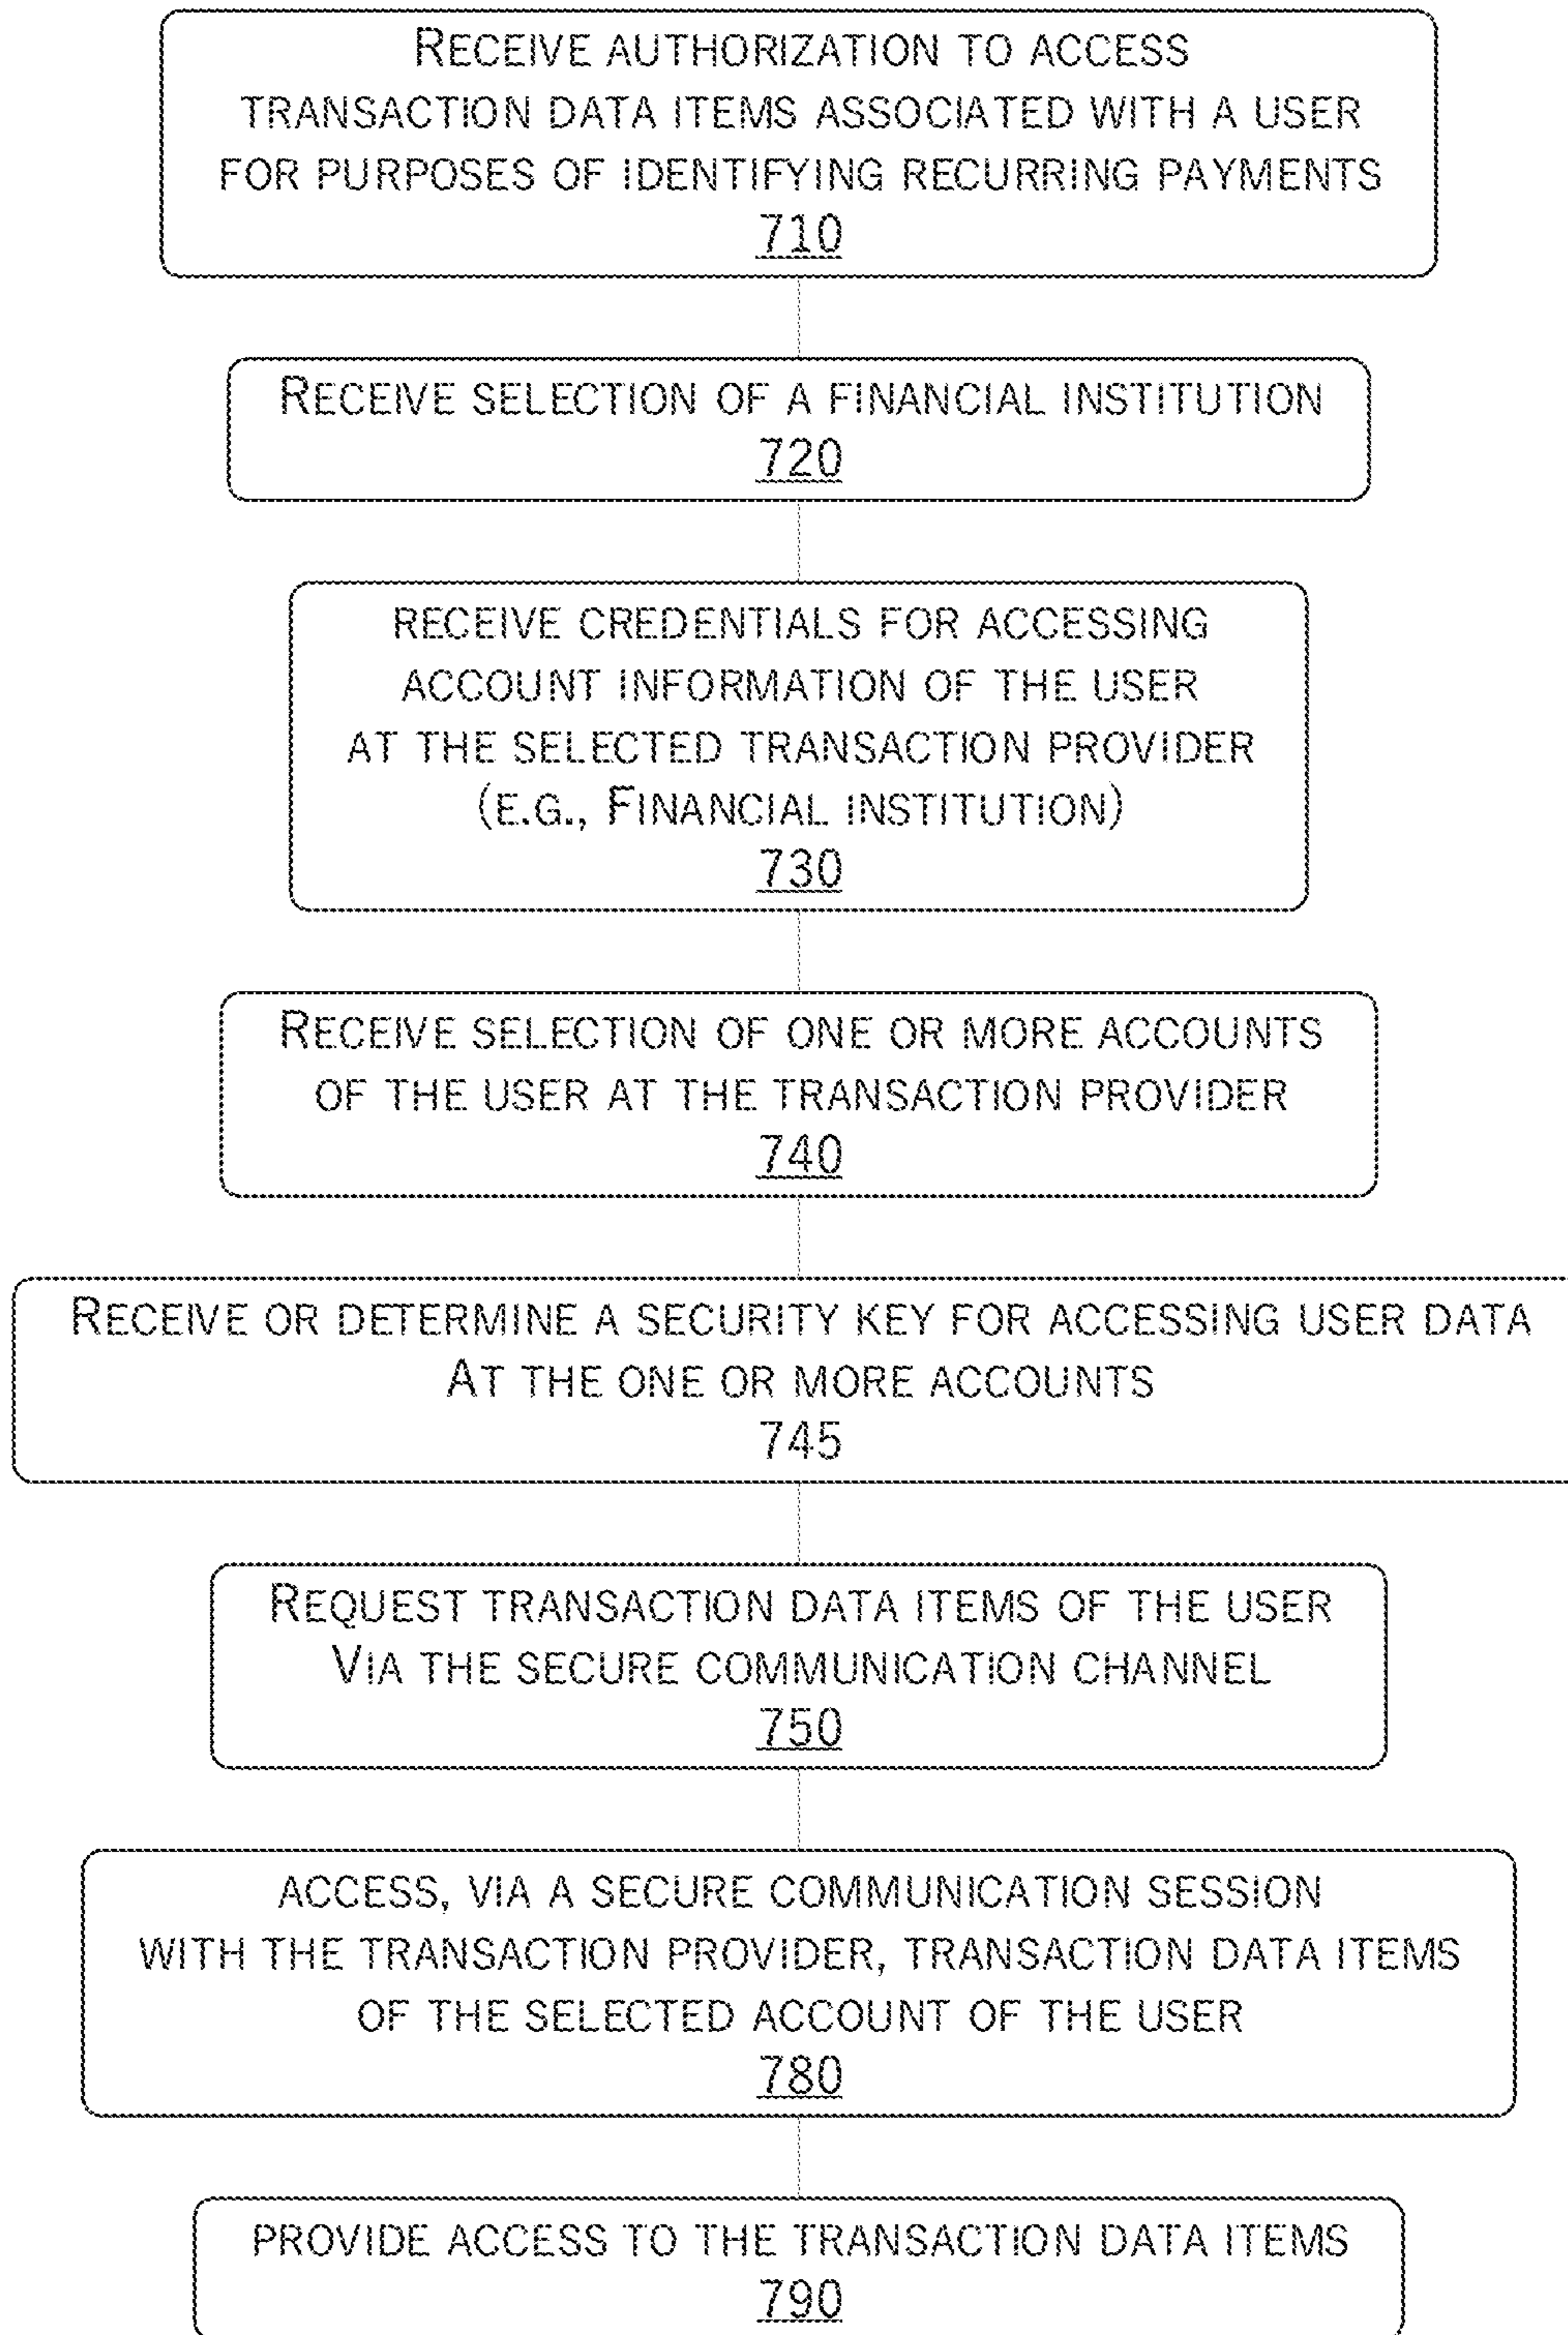 RECEIVE AUTHORIZATION TO ACCESS
TRANSACTION DATA ITEMS ASSOCIATED WITH A USER
FOR PURPOSES OF IDENTIFYING RECURRING PAYMENTS
710
RECEIVE SELECTION OF A FINANCIAL INSTITUTION
720
RECEIVE CREDENTIALS FOR ACCESSING
ACCOUNT INFORMATION OF THE USER
AT THE SELECTED TRANSACTION PROVIDER
(E.G., FINANCIAL INSTITUTION)
730
RECEIVE SELECTION OF ONE OR MORE ACCOUNTS
OF THE USER AT THE TRANSACTION PROVIDER
740
RECEIVE OR DETERMINE A SECURITY KEY FOR ACCESSING USER DATA
AT THE ONE OR MORE ACCOUNTS
745
REQUEST TRANSACTION DATA ITEMS OF THE USER
VIA THE SECURE COMMUNICATION CHANNEL
750
ACCESS, VIA A SECURE COMMUNICATION SESSION
WITH THE TRANSACTION PROVIDER, TRANSACTION DATA ITEMS
OF THE SELECTED ACCOUNT OF THE USER
780
PROVIDE ACCESS TO THE TRANSACTION DATA ITEMS
790